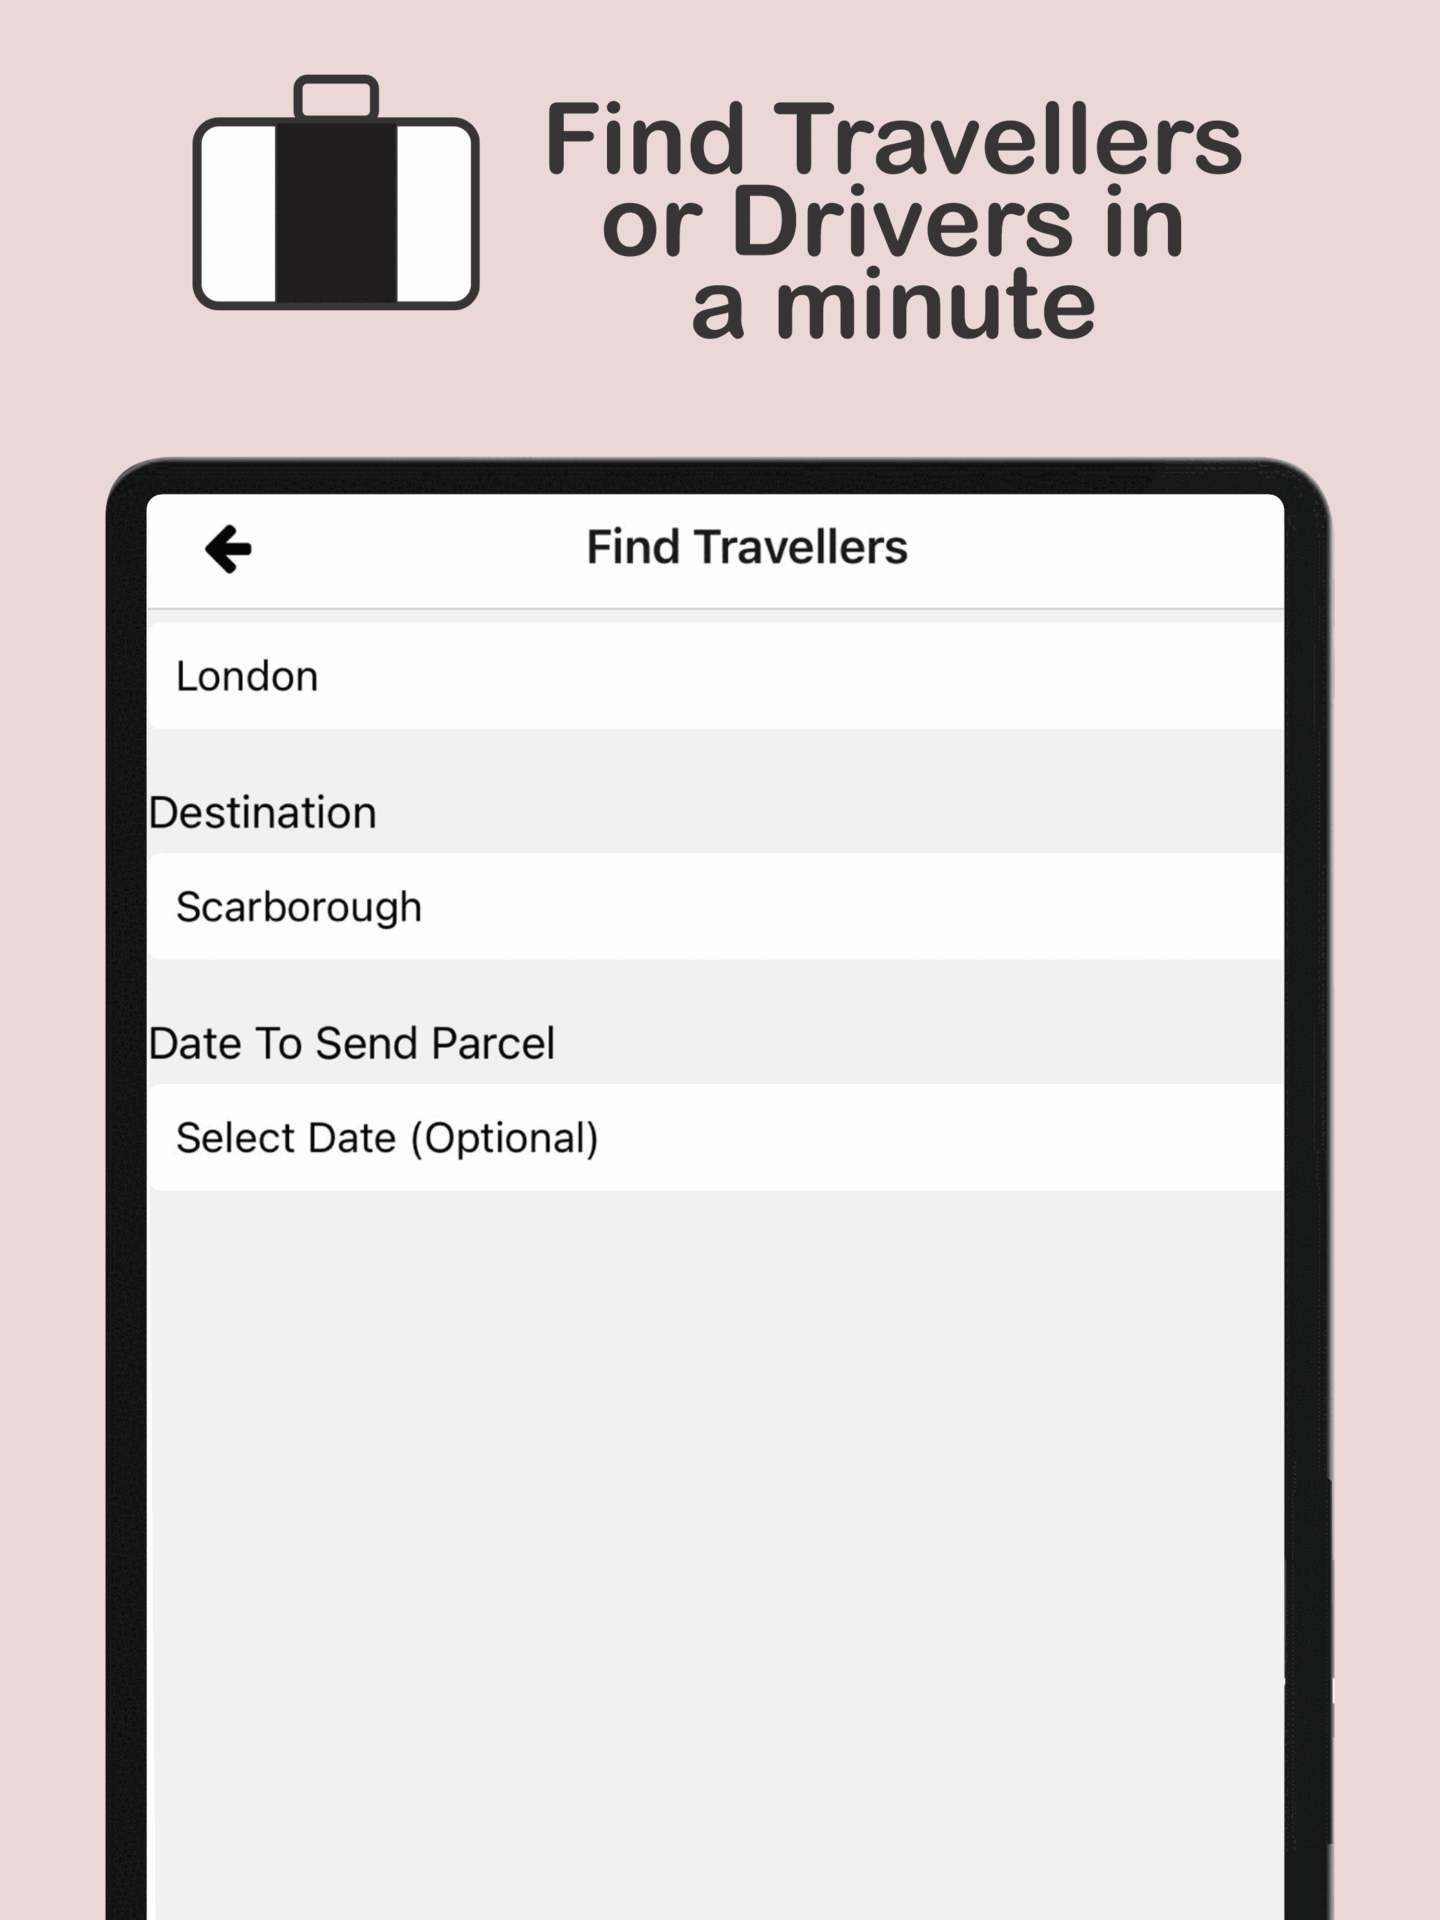 Find Travellers
or Drivers in
a minute
Find Travellers
London
Destination
Scarborough
Date To Send Parcel
Select Date (Optional)